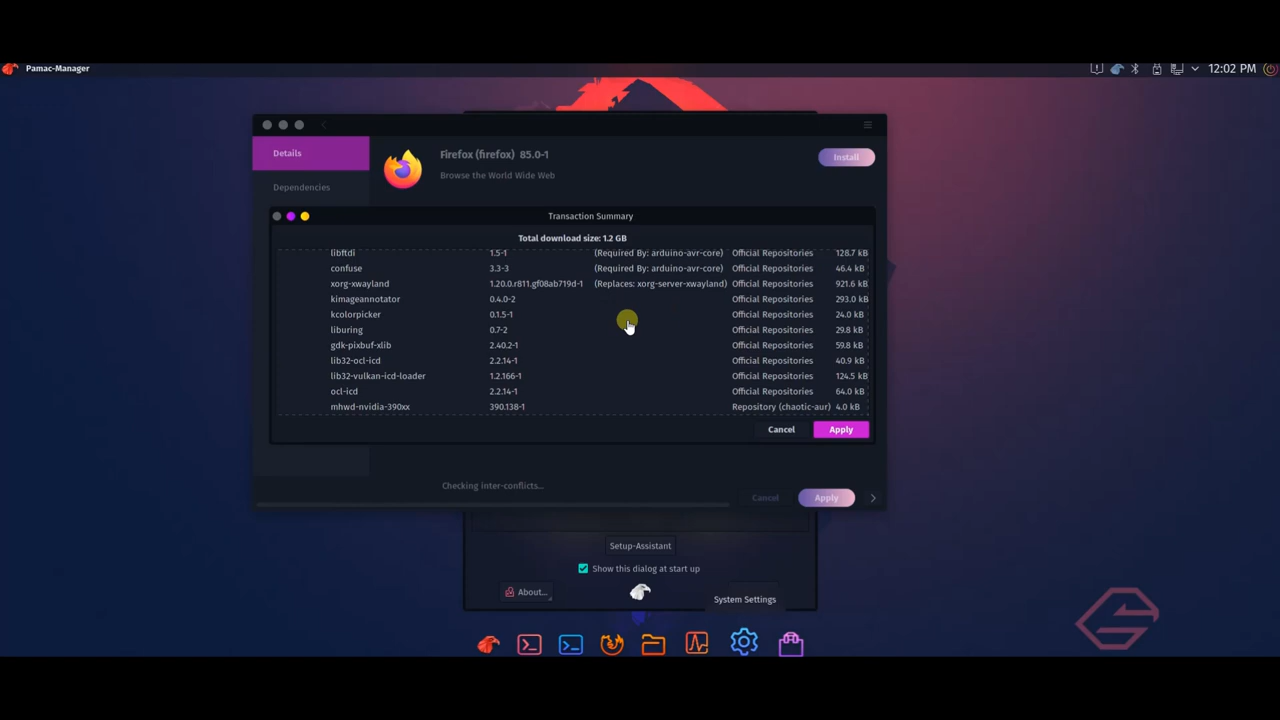 Pamac-Manager
12:02 PM
Details
Firefox (firefox) 85.0-1
Install
Browse the World Wide Web
Dependencies
Transaction Summary
Total download size: 1.2 GB
libftdi 1.5-1 (Required By: arduino-avr-core) Official Repositories 128.7 kB
confuse 3.3-3 (Required By: arduino-avr-core) Official Repositories 46.4 kB
xorg-xwayland 1.20.0.r811.gf08ab719d-1 (Replaces: xorg-server-xwayland) Official Repositories 921.6 kB
kimageannotator 0.4.0-2 Official Repositories 293.0 kB
kcolorpicker 0.1.5-1 Official Repositories 24.0 kB
liburing 0.7-2 Official Repositories 29.8 kB
gdk-pixbuf-xlib 2.40.2-1 Official Repositories 59.8 kB
lib32-ocl-icd 2.2.14-1 Official Repositories 40.9 kB
lib32-vulkan-icd-loader 1.2.166-1 Official Repositories 124.5 kB
ocl-icd 2.2.14-1 Official Repositories 64.0 kB
mhwd-nvidia-390xx 390.138-1 Repository (chaotic-aur) 4.0 kB
Cancel Apply
Checking inter-conflicts...
Cancel Apply
Setup-Assistant
Show this dialog at start up
About...
System Settings